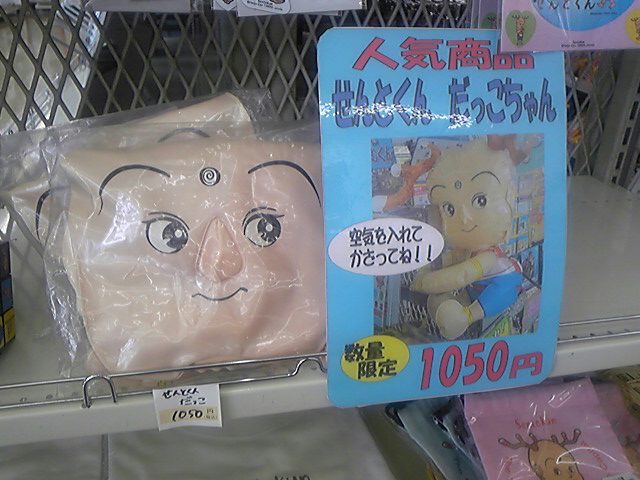 人気商品
せんとくん だっこちゃん
空気を入れて
かざってね!!
数量
限定
1050円
せんとくん
だっこ
1050円